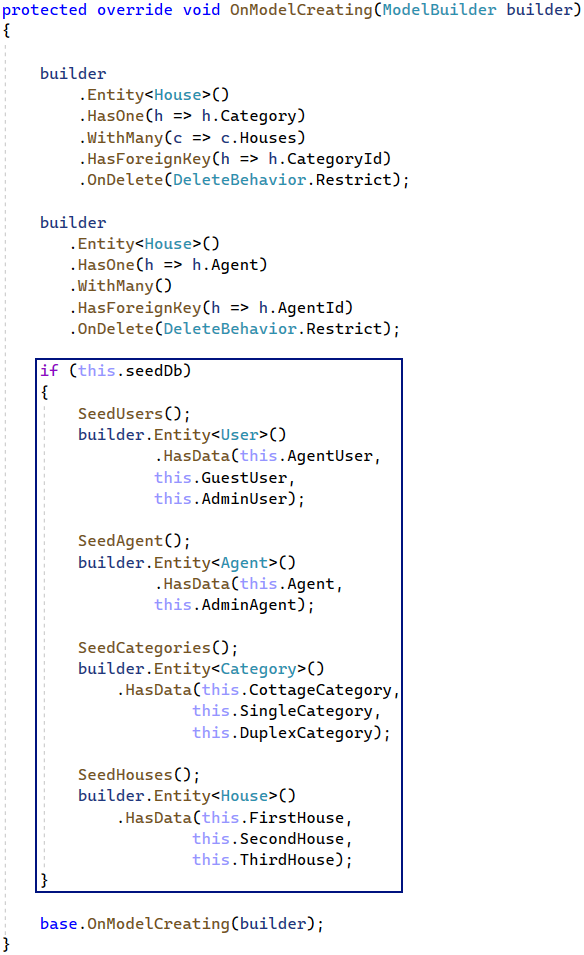 protected override void OnModelCreating(ModelBuilder builder)
{
builder
.Entity<House>()
.HasOne(h => h.Category)
.WithMany(c => c.Houses)
.HasForeignKey(h => h.CategoryId)
.OnDelete(DeleteBehavior.Restrict);
builder
.Entity<House>()
.HasOne(h => h.Agent)
.WithMany()
.HasForeignKey(h => h.AgentId)
.OnDelete(DeleteBehavior.Restrict);
if (this.seedDb)
{
SeedUsers();
builder.Entity<User>()
.HasData(this.AgentUser,
this.GuestUser,
this.AdminUser);
SeedAgent();
builder.Entity<Agent>()
.HasData(this.Agent,
this.AdminAgent);
SeedCategories();
builder.Entity<Category>()
.HasData(this.CottageCategory,
this.SingleCategory,
this.DuplexCategory);
SeedHouses();
builder.Entity<House>()
.HasData(this.FirstHouse,
this.SecondHouse,
this.ThirdHouse);
}
base.OnModelCreating(builder);
}